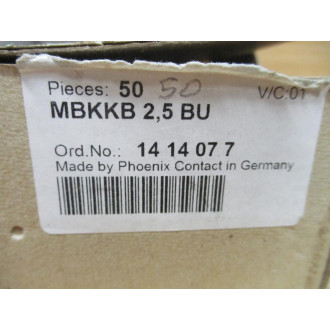 Pieces: 50 50 V/C:01
MBKKB 2,5 BU
Ord.No.: 14 14 07 7
Made by Phoenix Contact in Germany